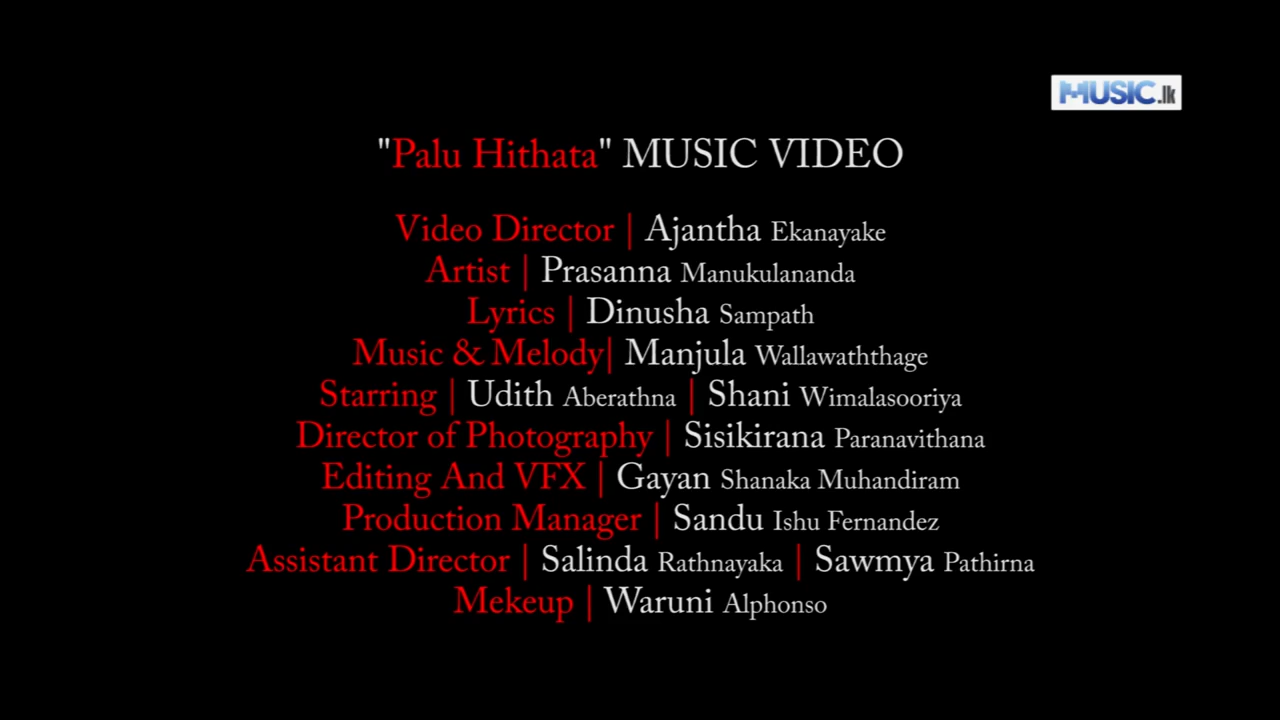 MUSIC.lk
"Palu Hithata" MUSIC VIDEO
Video Director | Ajantha Ekanayake
Artist | Prasanna Manukulananda
Lyrics | Dinusha Sampath
Music & Melody| Manjula Wallawaththage
Starring | Udith Aberathna | Shani Wimalasooriya
Director of Photography | Sisikirana Paranavithana
Editing And VFX | Gayan Shanaka Muhandiram
Production Manager | Sandu Ishu Fernandez
Assistant Director | Salinda Rathnayaka | Sawmya Pathirna
Mekeup | Waruni Alphonso